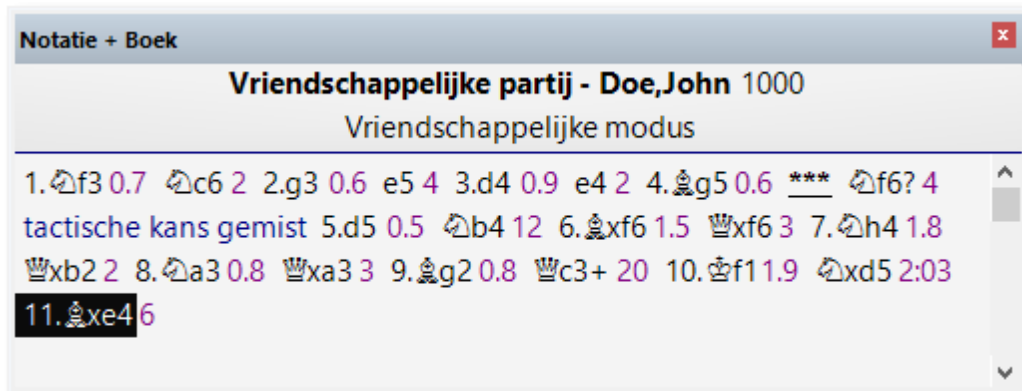 Notatie + Boek
x
Vriendschappelijke partij - Doe,John 1000
Vriendschappelijke modus
1.♘f3 0.7 ♘c6 2 2.g3 0.6 e5 4 3.d4 0.9 e4 2 4.♗g5 0.6 *** ♘f6? 4
tactische kans gemist 5.d5 0.5 ♘b4 12 6.♗xf6 1.5 ♕xf6 3 7.♘h4 1.8
♕xb2 2 8.♘a3 0.8 ♕xa3 3 9.♗g2 0.8 ♕c3+ 20 10.♔f1 1.9 ♘xd5 2:03
11.♗xe4 6